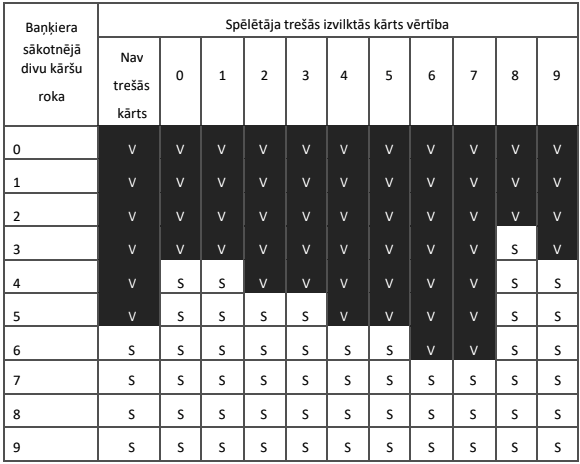 Baņķiera
sākotnējā
divu kāršu
roka
Spēlētāja trešās izvilktās kārts vērtība
Nav
trešās
kārts
0 1 2 3 4 5 6 7 8 9
0 V V V V V V V V V V V
1 V V V V V V V V V V V
2 V V V V V V V V V V V
3 V V V V V V V V V S V
4 V S S V V V V V V S S
5 V S S S S V V V V S S
6 S S S S S S S V V S S
7 S S S S S S S S S S S
8 S S S S S S S S S S S
9 S S S S S S S S S S S